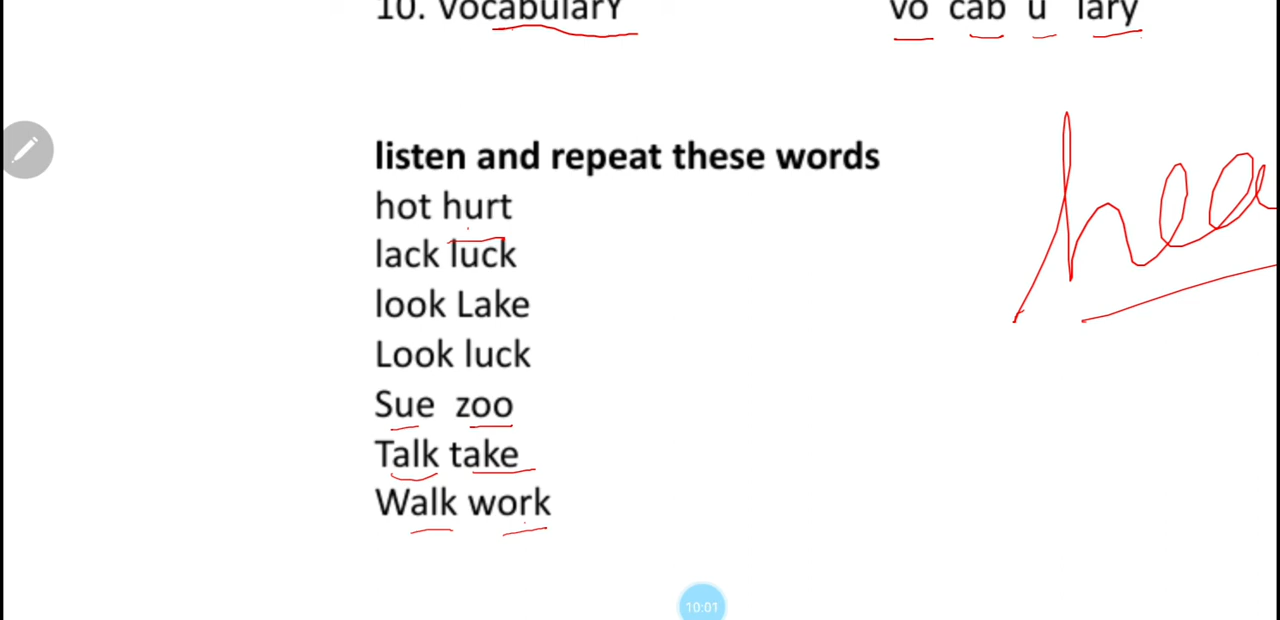 10. Vocabulary vo cab u lary
listen and repeat these words
hot hurt
lack luck
look Lake
Look luck
Sue zoo
Talk take
Walk work
10:01